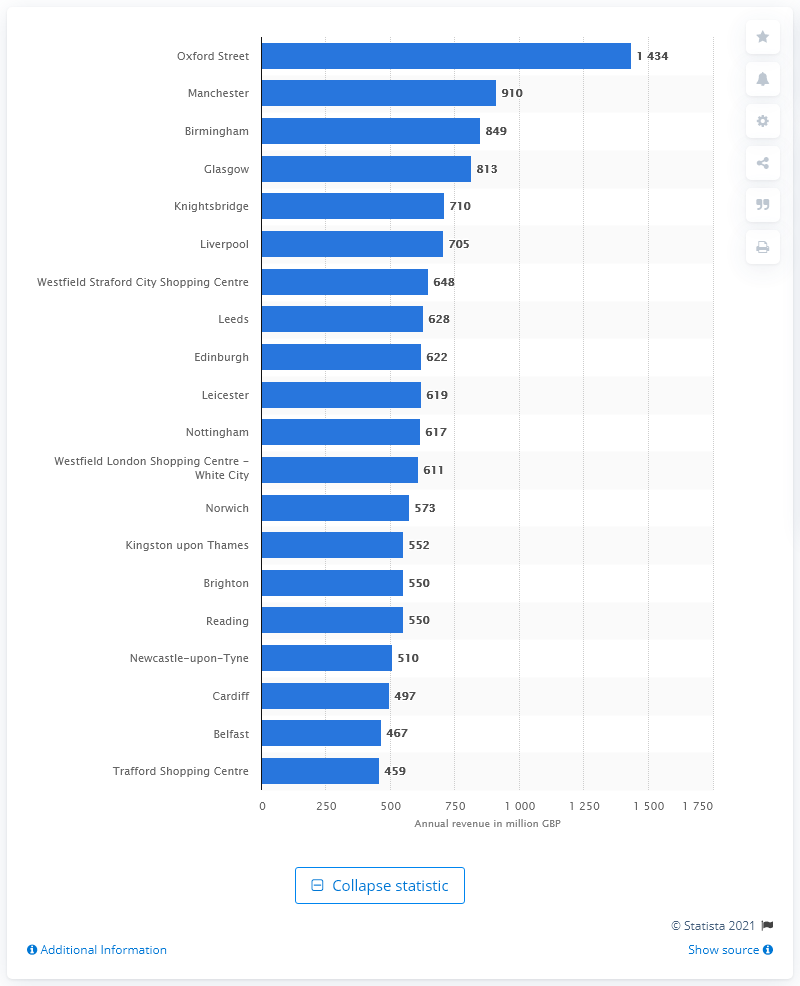 Oxford Street 1 434
Manchester 910
Birmingham 849
Glasgow 813
Knightsbridge 710
Liverpool 705
Westfield Straford City Shopping Centre 648
Leeds 628
Edinburgh 622
Leicester 619
Nottingham 617
Westfield London Shopping Centre –
White City 611
Norwich 573
Kingston upon Thames 552
Brighton 550
Reading 550
Newcastle-upon-Tyne 510
Cardiff 497
Belfast 467
Trafford Shopping Centre 459
0 250 500 750 1 000 1 250 1 500 1 750
Annual revenue in million GBP
Collapse statistic
© Statista 2021
Additional Information Show source